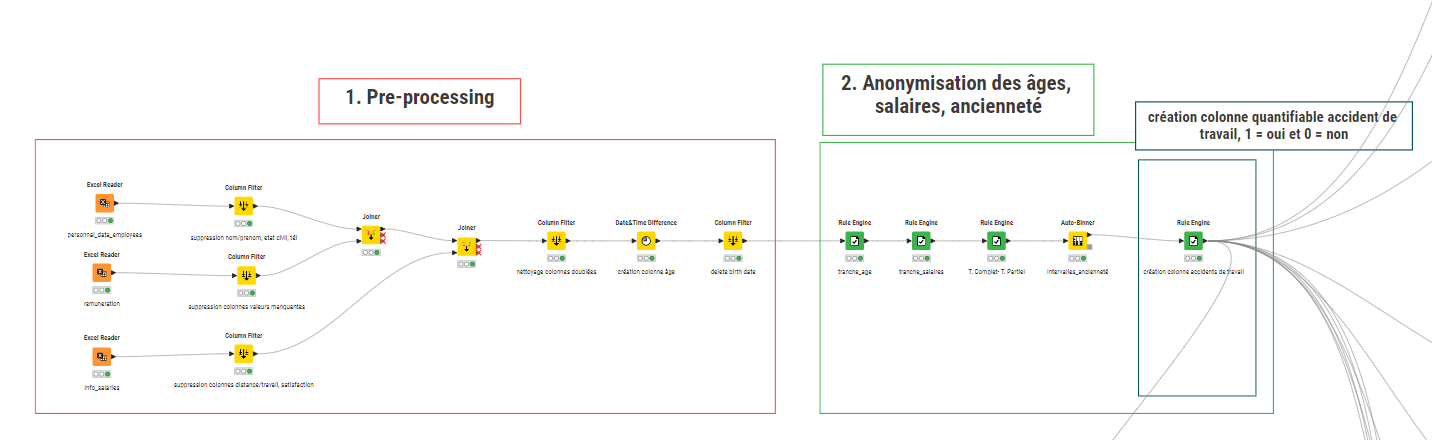 1. Pre-processing
Excel Reader
personnal_data_employees
Column Filter
suppression nom/prenom, etat civil, tél
Excel Reader
remuneration
Column Filter
suppression colonnes valeurs manquantes
Excel Reader
info_salaries
Column Filter
suppression colonnes distance/travail, satisfaction
Joiner
Joiner
Column Filter
nettoyage colonnes doublées
Date&Time Difference
création colonne âge
Column Filter
delete birth date
2. Anonymisation des âges,
salaires, ancienneté
Rule Engine
tranche_age
Rule Engine
tranche_salaires
Rule Engine
T. Complet- T. Partiel
Auto-Binner
intervalles_ancienneté
création colonne quantifiable accident de
travail, 1 = oui et 0 = non
Rule Engine
création colonne accidents de travail